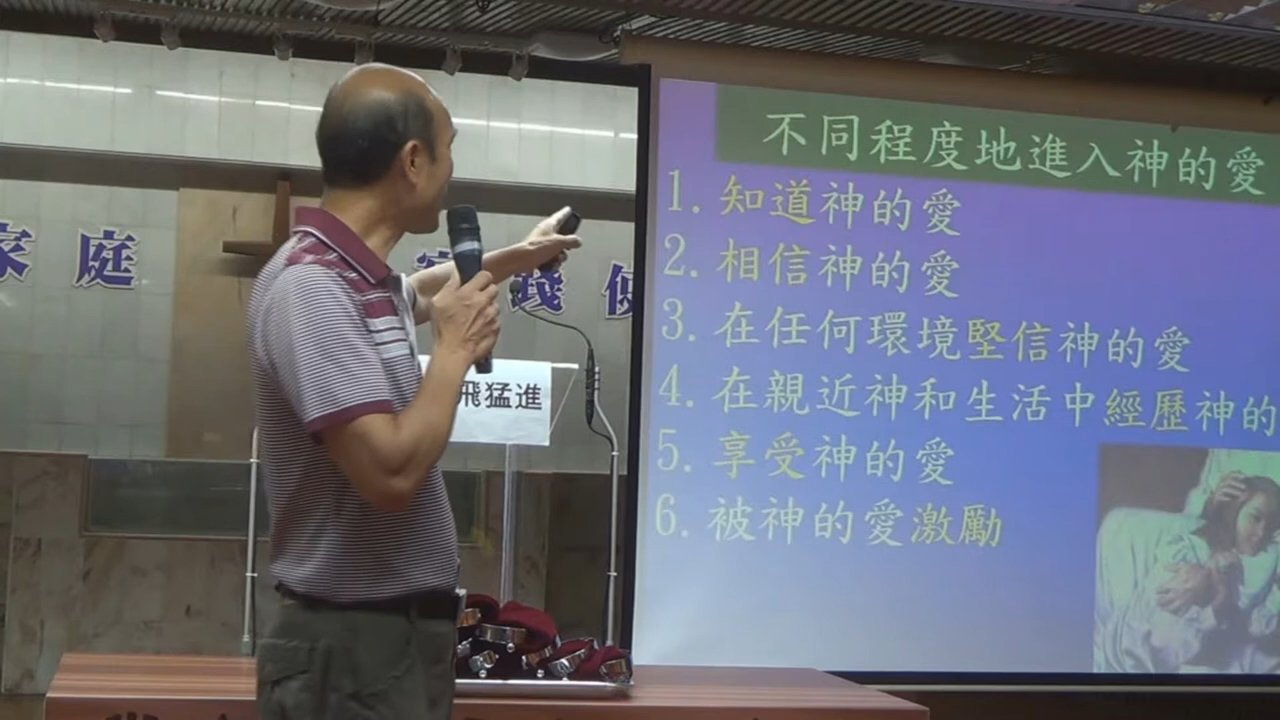 不同程度地進入神的愛
1. 知道神的愛
2. 相信神的愛
3. 在任何環境堅信神的愛
4. 在親近神和生活中經歷神的
5. 享受神的愛
6. 被神的愛激勵
家庭
踐
飛猛進